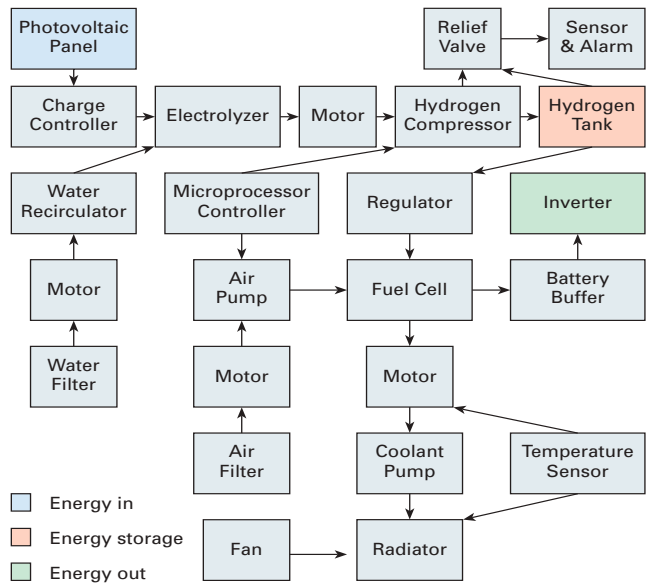 Photovoltaic
Panel
Relief
Valve
Sensor
& Alarm
Charge
Controller
Electrolyzer
Motor
Hydrogen
Compressor
Hydrogen
Tank
Water
Recirculator
Microprocessor
Controller
Regulator
Inverter
Motor
Air
Pump
Fuel Cell
Battery
Buffer
Water
Filter
Motor
Motor
Air
Filter
Coolant
Pump
Temperature
Sensor
Energy in
Energy storage
Energy out
Fan
Radiator